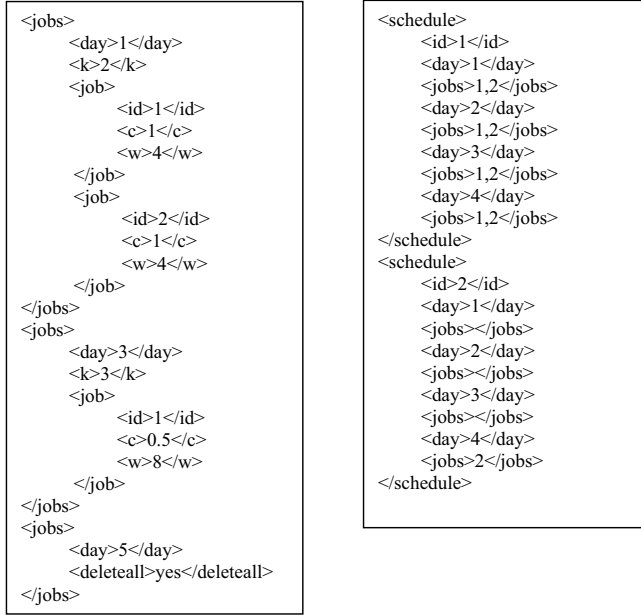 <jobs>
<day>1</day>
<k>2</k>
<job>
<id>1</id>
<c>1</c>
<w>4</w>
</job>
<job>
<id>2</id>
<c>1</c>
<w>4</w>
</job>
</jobs>
<jobs>
<day>3</day>
<k>3</k>
<job>
<id>1</id>
<c>0.5</c>
<w>8</w>
</job>
</jobs>
<jobs>
<day>5</day>
<deleteall>yes</deleteall>
</jobs>
<schedule>
<id>1</id>
<day>1</day>
<jobs>1,2</jobs>
<day>2</day>
<jobs>1,2</jobs>
<day>3</day>
<jobs>1,2</jobs>
<day>4</day>
<jobs>1,2</jobs>
</schedule>
<schedule>
<id>2</id>
<day>1</day>
<jobs></jobs>
<day>2</day>
<jobs></jobs>
<day>3</day>
<jobs></jobs>
<day>4</day>
<jobs>2</jobs>
</schedule>